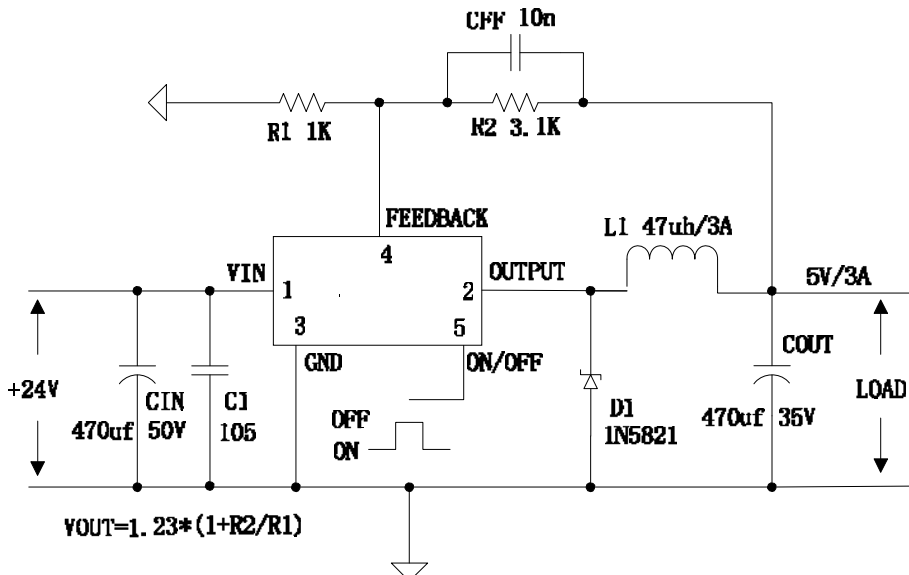 CFF 10n
R1 1K
R2 3.1K
FEEDBACK
4
L1 47uh/3A
VIN
OUTPUT
5V/3A
1
2
3
5
GND
ON/OFF
COUT
+24V
CIN
C1
OFF
D1
LOAD
470uf 50V
105
ON
1N5821
470uf 35V
VOUT=1.23*(1+R2/R1)